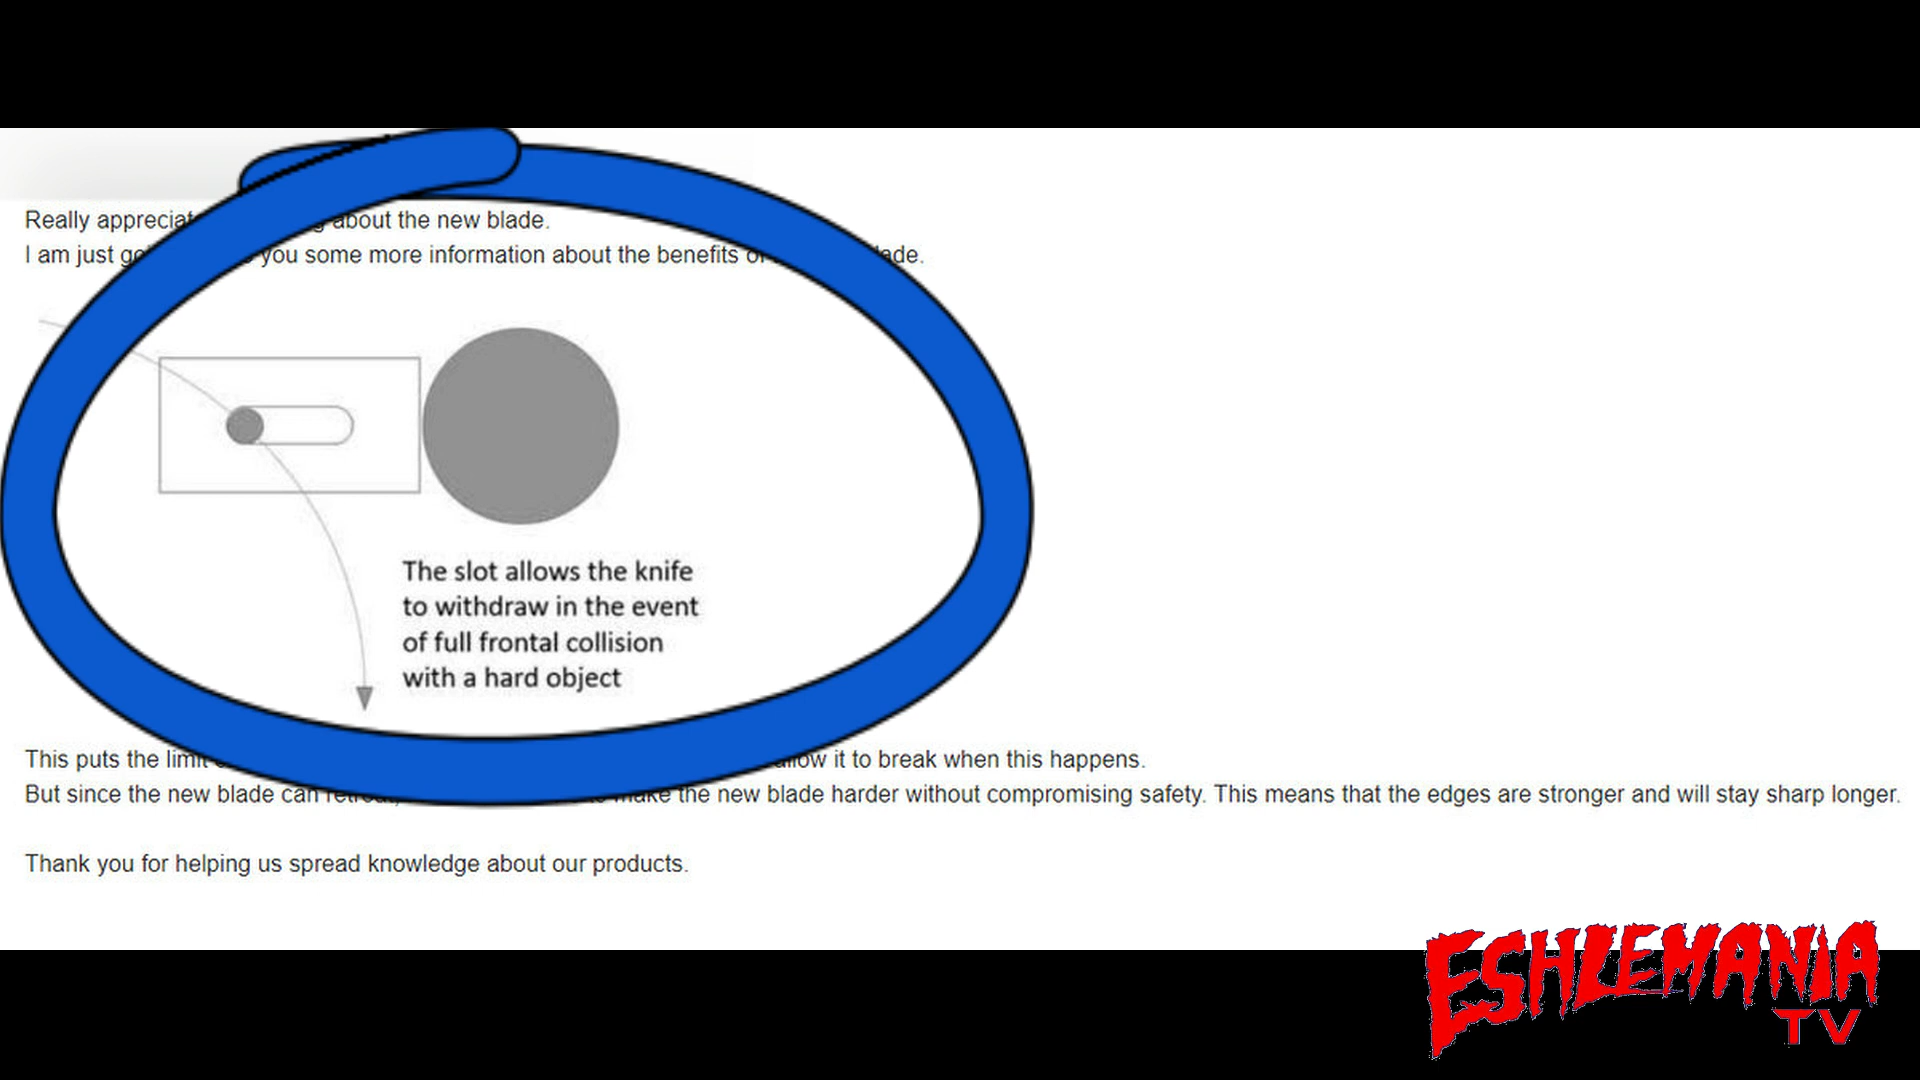 Really appreciat about the new blade.
I am just you some more information about the benefits ade.
The slot allows the knife
to withdraw in the event
of full frontal collision
with a hard object
This puts the limit it to break when this happens.
But since the new blade can the new blade harder without compromising safety. This means that the edges are stronger and will stay sharp longer.
Thank you for helping us spread knowledge about our products.
ESHLEMANIA
TV